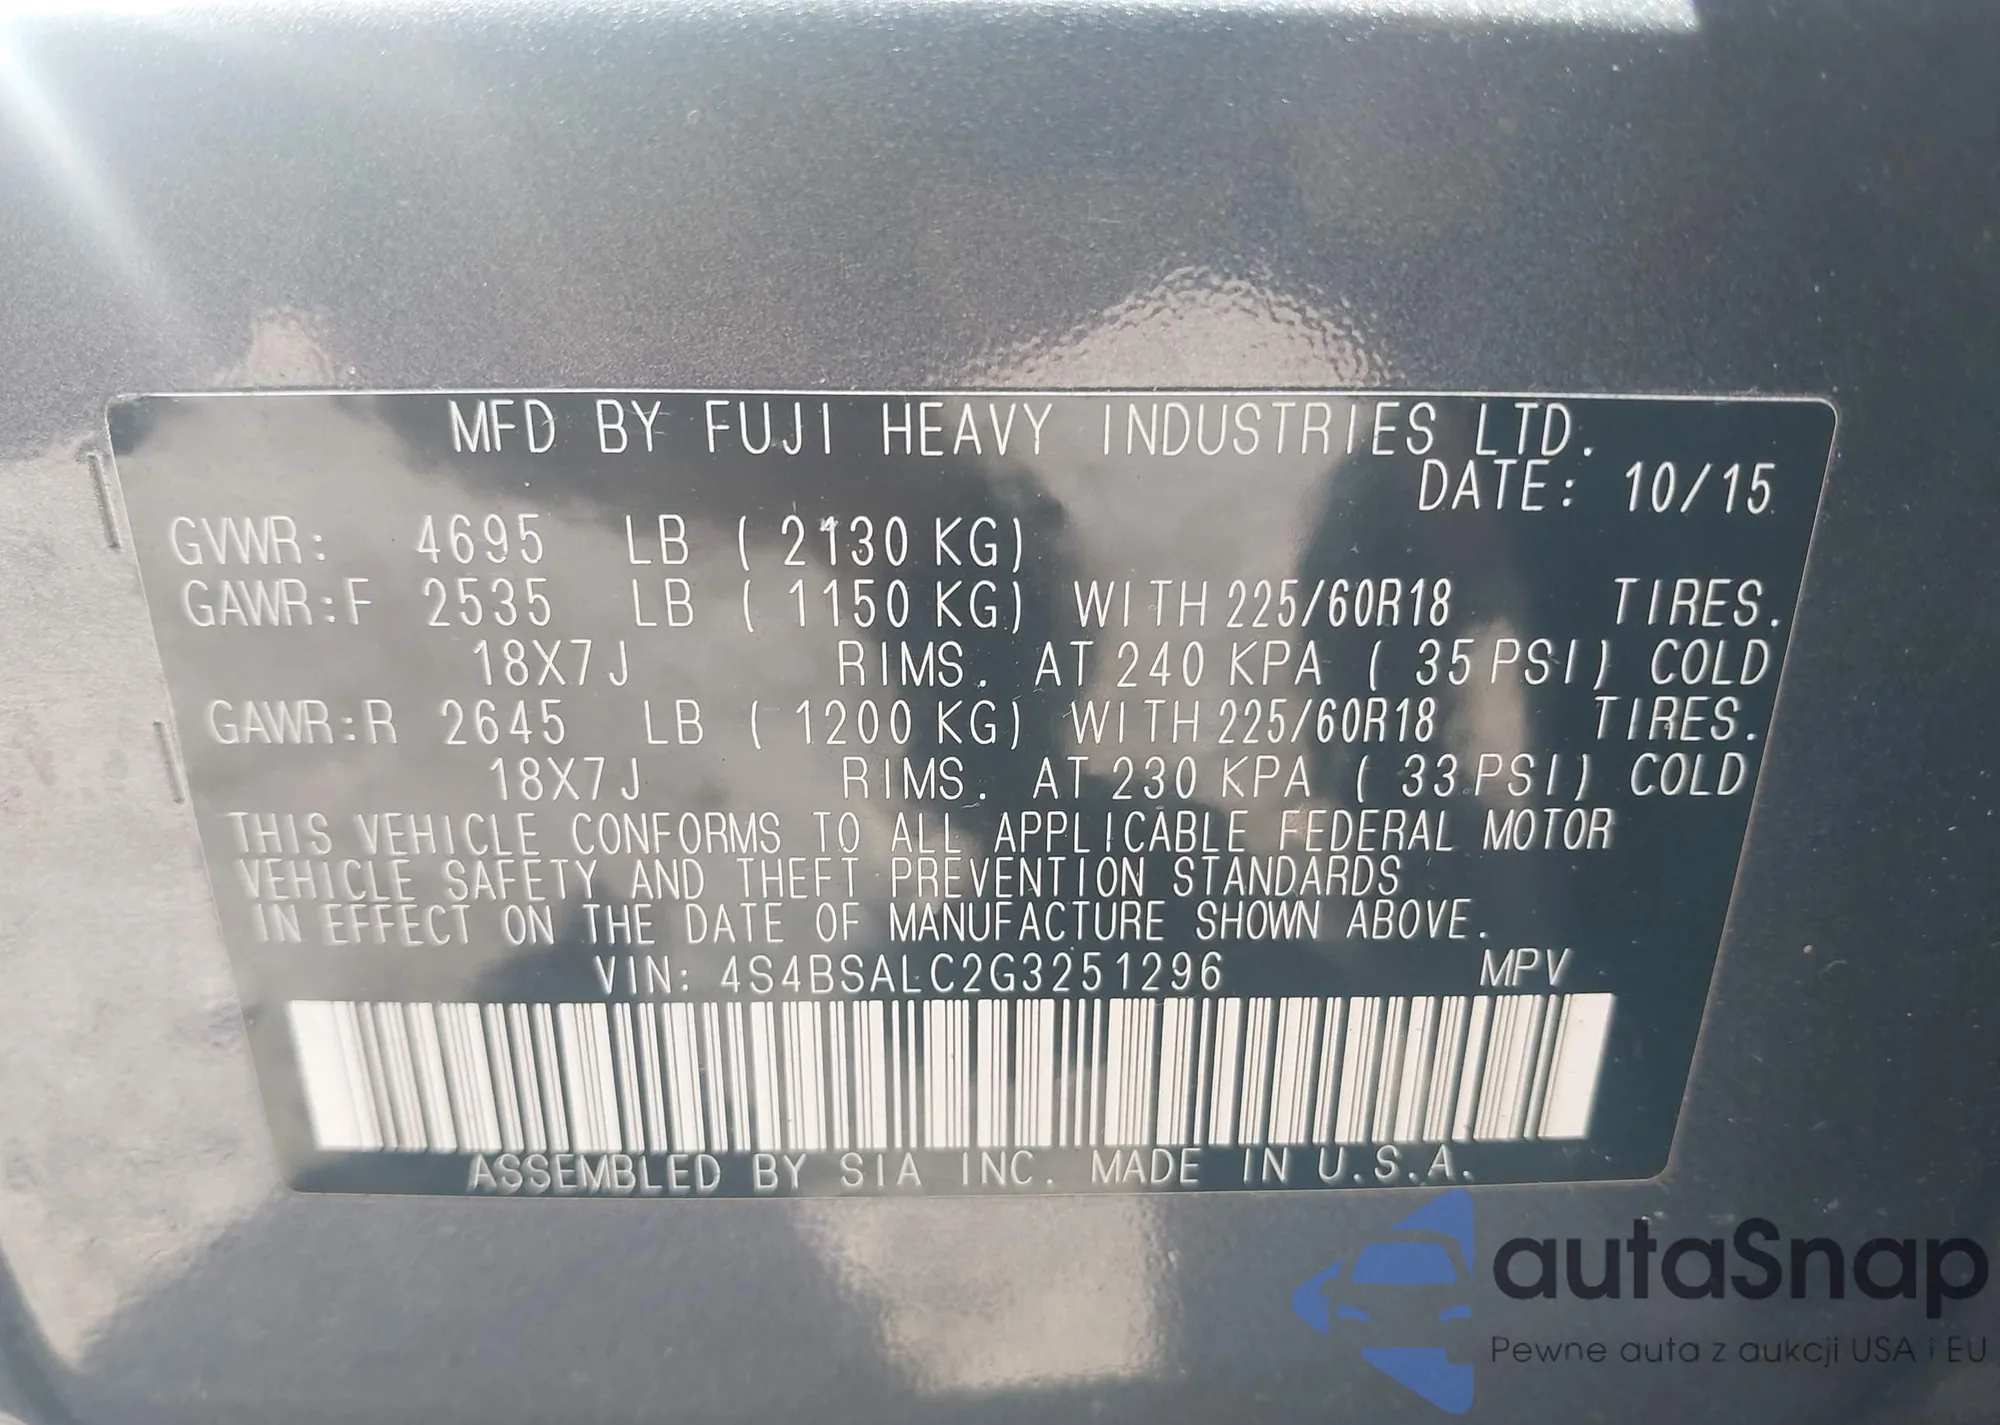 MFD BY FUJI HEAVY INDUSTRIES LTD.
DATE: 10/15
GVWR: 4695 LB ( 2130 KG)
GAWR:F 2535 LB ( 1150 KG) WITH 225/60R18 TIRES.
18X7J RIMS. AT 240 KPA ( 35 PSI) COLD
GAWR:R 2645 LB ( 1200 KG) WITH 225/60R18 TIRES.
18X7J RIMS. AT 230 KPA ( 33 PSI) COLD
THIS VEHICLE CONFORMS TO ALL APPLICABLE FEDERAL MOTOR
VEHICLE SAFETY AND THEFT PREVENTION STANDARDS
IN EFFECT ON THE DATE OF MANUFACTURE SHOWN ABOVE.
VIN: 4S4BSALC2G3251296 MPV
ASSEMBLED BY SIA INC. MADE IN U.S.A.
autaSnap
Pewne auta z aukcji USA i EU